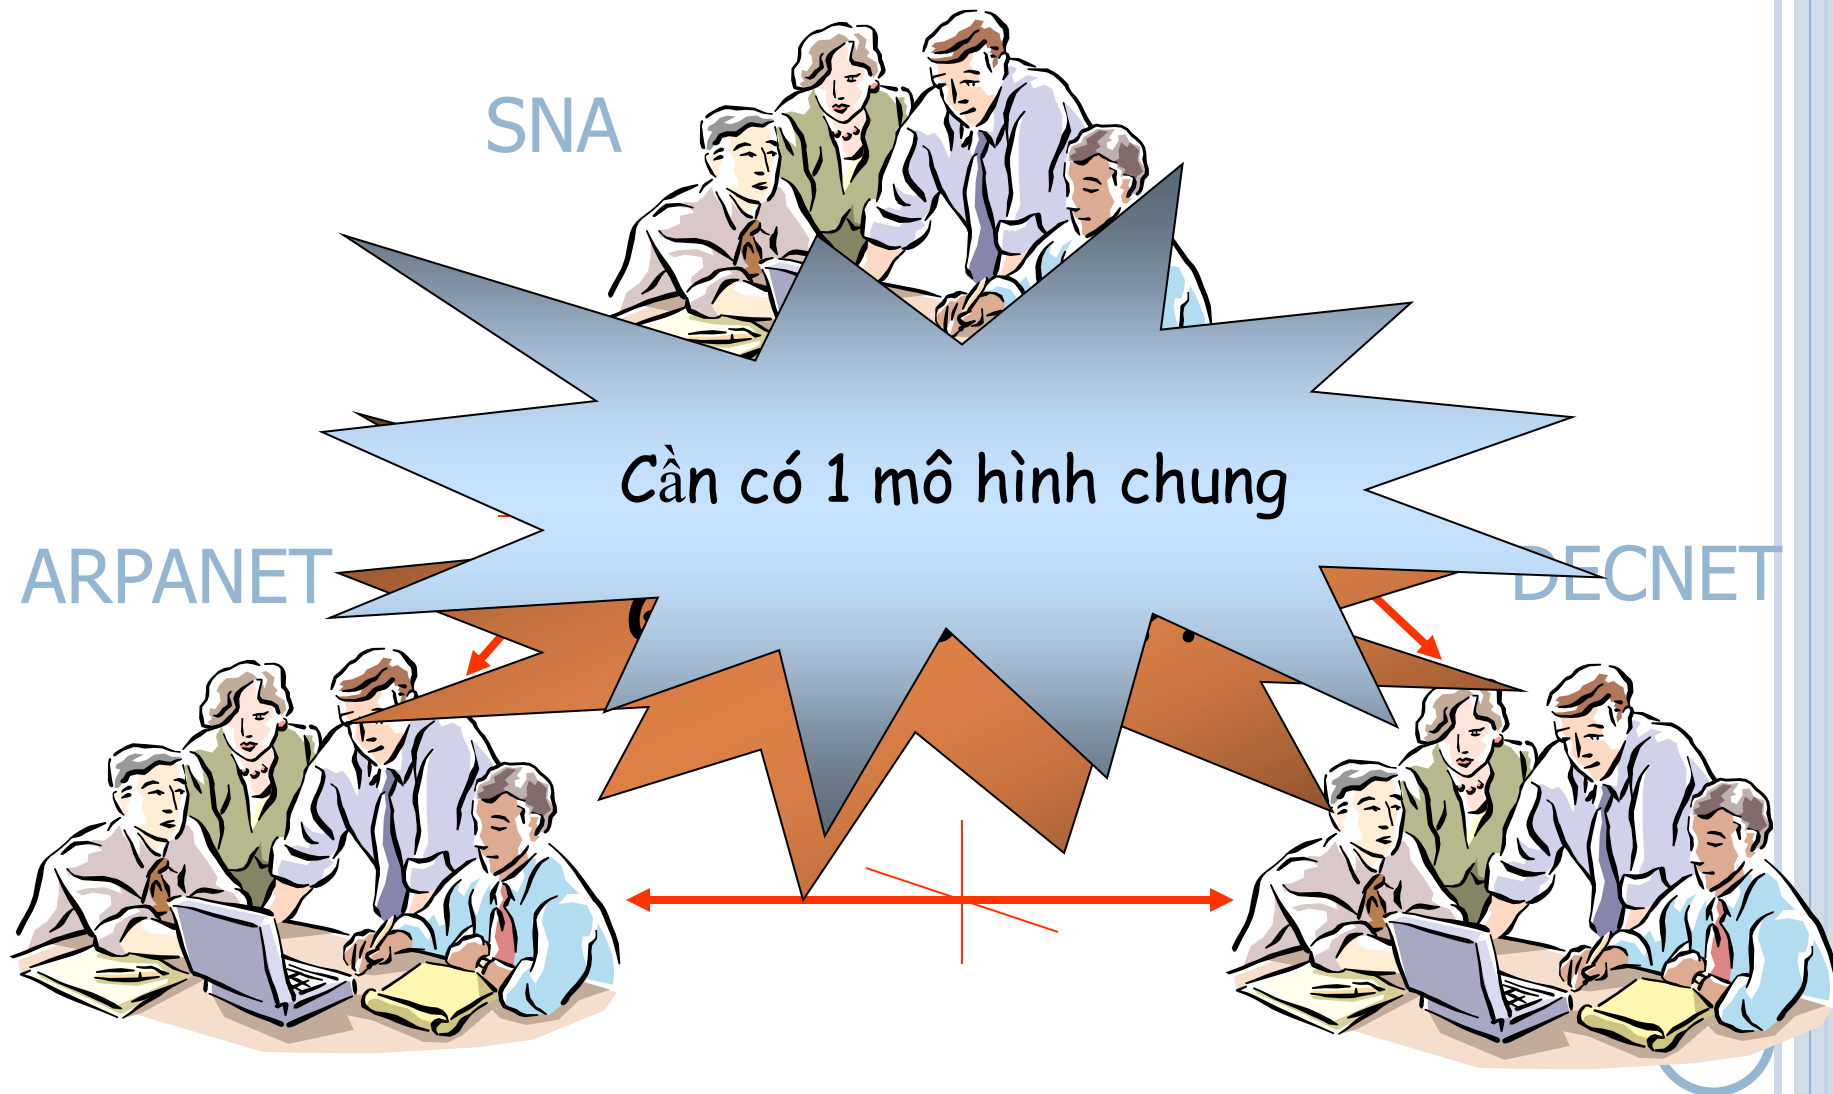 SNA
Cần có 1 mô hình chung
ARPANET
DECNET